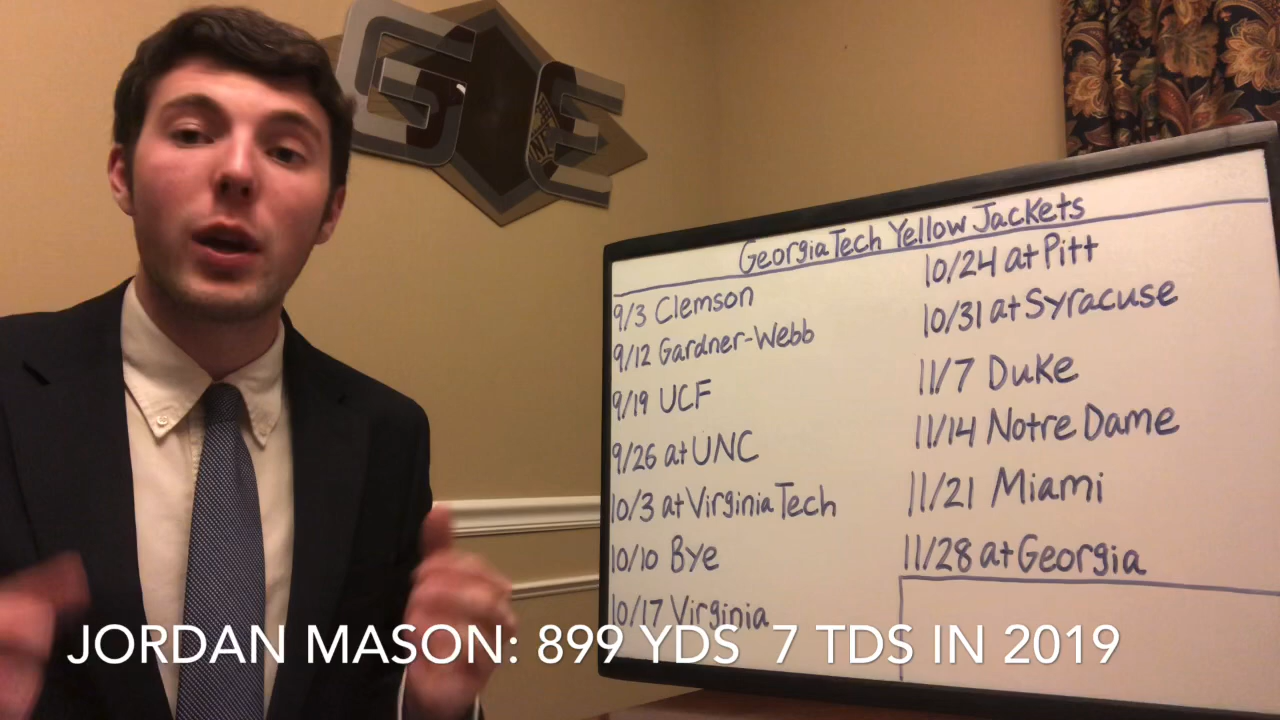 GE
Georgia Tech Yellow Jackets
9/3 Clemson
9/12 Gardner-Webb
9/19 UCF
9/26 at UNC
10/3 at Virginia Tech
10/10 Bye
10/17 Virginia
10/24 at Pitt
10/31 at Syracuse
11/7 Duke
11/14 Notre Dame
11/21 Miami
11/28 at Georgia
JORDAN MASON: 899 YDS 7 TDS IN 2019